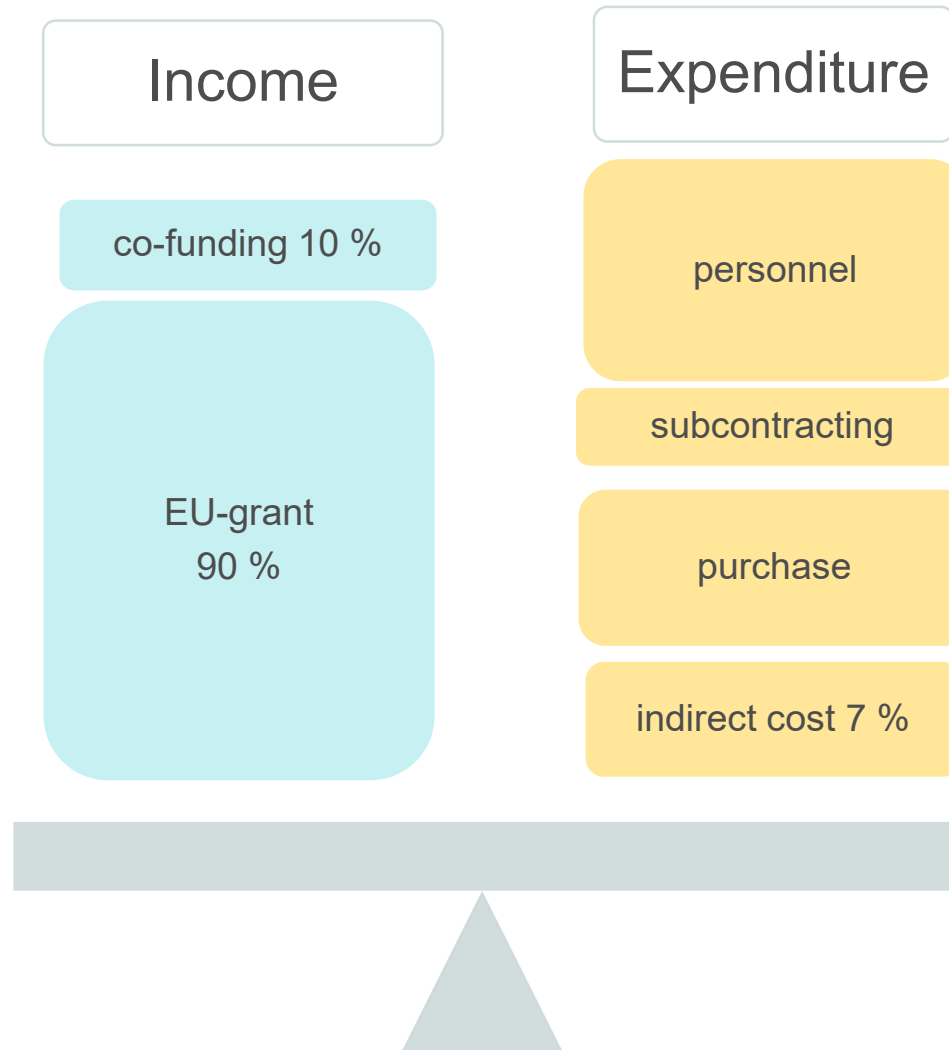 Income
co-funding 10 %
EU-grant
90 %
Expenditure
personnel
subcontracting
purchase
indirect cost 7 %